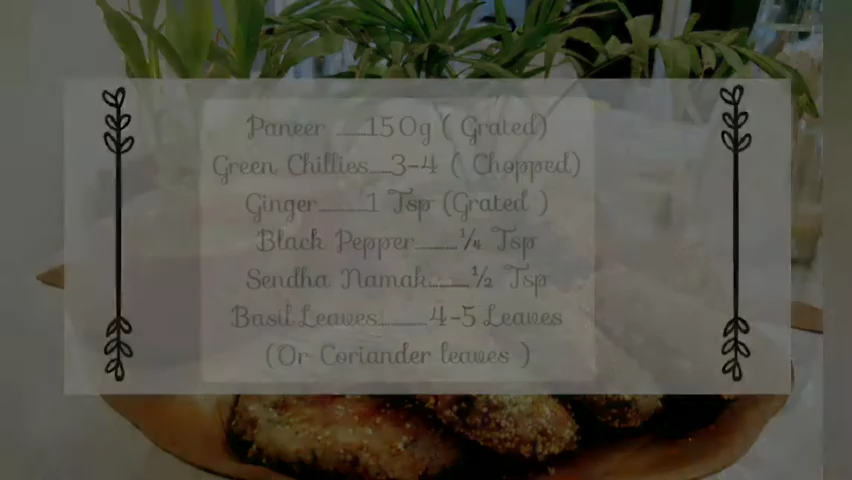 Paneer ......150g ( Grated)
Green Chillies....3-4 ( Chopped)
Ginger........1 Tsp (Grated )
Black Pepper.......¼ Tsp
Sendha Namak.......½ Tsp
Basil Leaves........4-5 Leaves
(Or Coriander leaves )